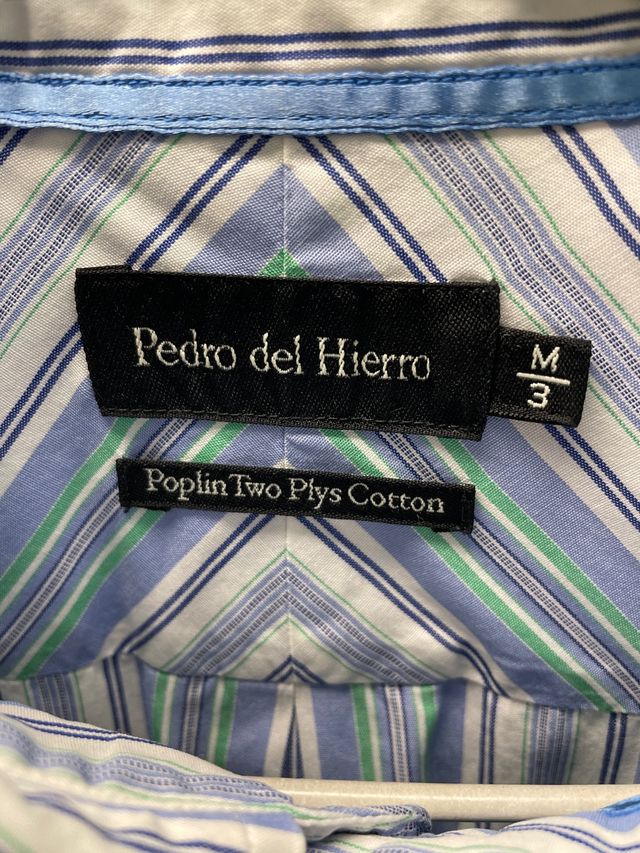 Pedro del Hierro
M
3
Poplin Two Plys Cotton